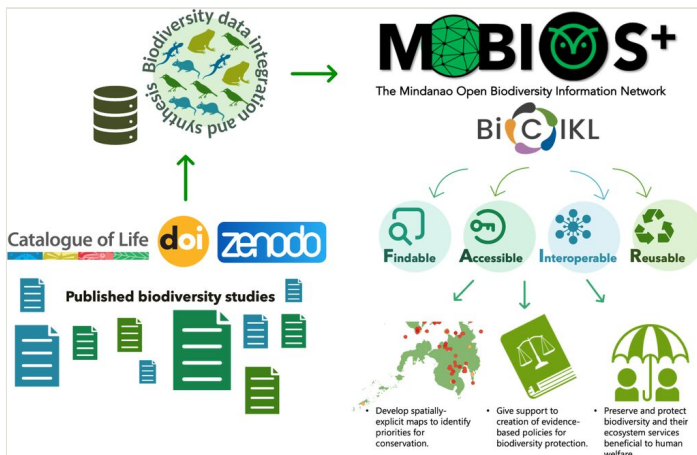 Biodiversity data integration
and synthesis
MOBIOS+
The Mindanao Open Biodiversity Information Network
BiCIKL
Catalogue of Life
doi
zenodo
Published biodiversity studies
Findable
Accessible
Interoperable
Reusable
• Develop spatially-
explicit maps to identify
priorities for
conservation.
• Give support to
creation of evidence-
based policies for
biodiversity protection.
• Preserve and protect
biodiversity and their
ecosystem services
beneficial to human
welfare.